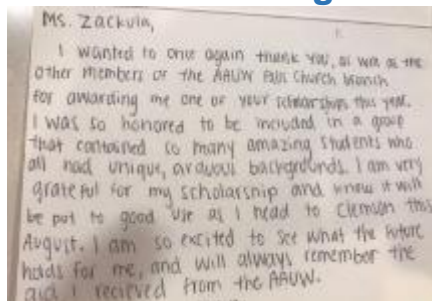 Ms. Zackula,
I wanted to once again thank you, as well as the
other members of the AAUW Falls Church branch
for awarding me one of your scholarships this year.
I was so honored to be included in a group
that contained so many amazing students who
all had unique, arduous backgrounds. I am very
grateful for my scholarship and know it will
be put to good use as I head to Clemson this
August. I am so excited to see what the future
holds for me, and will always remember the
aid I recieved from the AAUW.